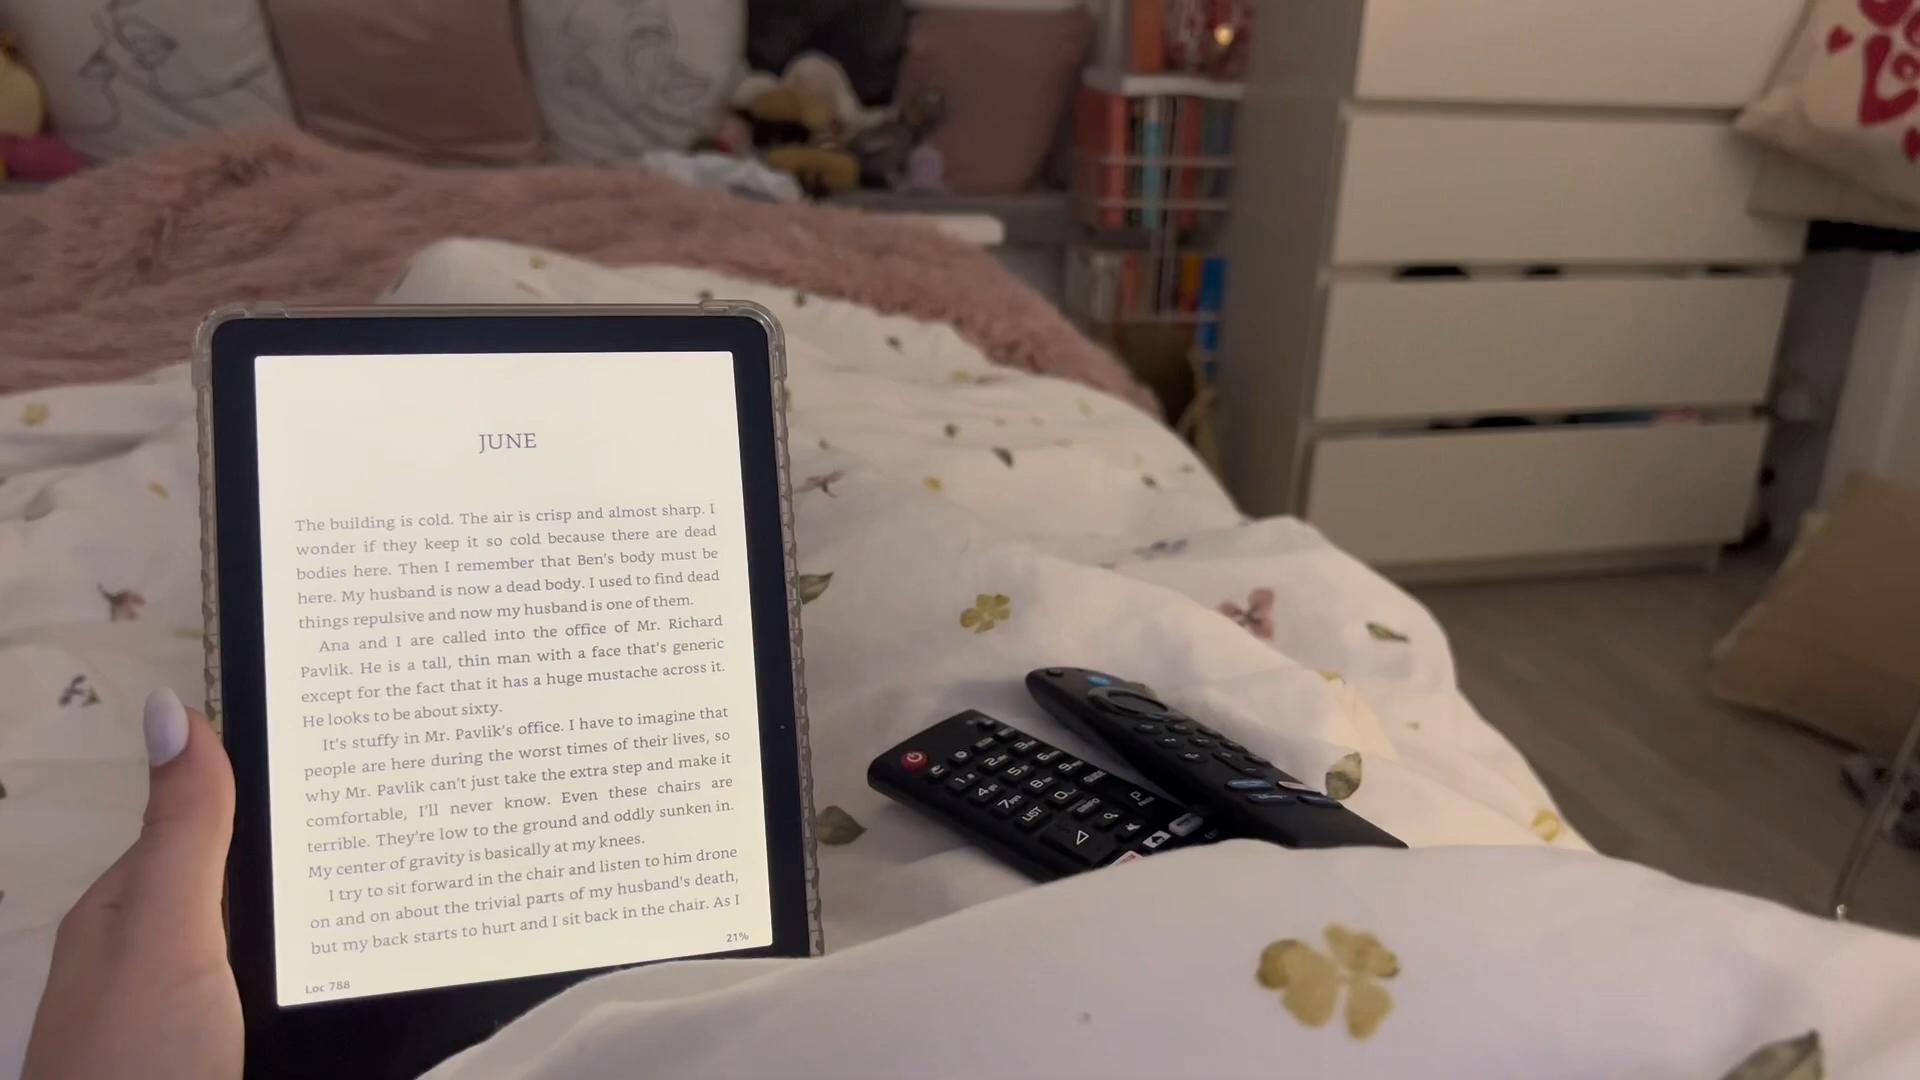 JUNE
The building is cold. The air is crisp and almost sharp. I
wonder if they keep it so cold because there are dead
bodies here. Then I remember that Ben's body must be
here. My husband is now a dead body. I used to find dead
things repulsive and now my husband is one of them.
Ana and I are called into the office of Mr. Richard
Pavlik. He is a tall, thin man with a face that's generic
except for the fact that it has a huge mustache across it.
He looks to be about sixty.
It's stuffy in Mr. Pavlik's office. I have to imagine that
people are here during the worst times of their lives, so
why Mr. Pavlik can't just take the extra step and make it
comfortable, I'll never know. Even these chairs are
terrible. They're low to the ground and oddly sunken in.
My center of gravity is basically at my knees.
I try to sit forward in the chair and listen to him drone
on and on about the trivial parts of my husband's death,
but my back starts to hurt and I sit back in the chair. As I
21%
Loc 788
LIST
GUIDE
P